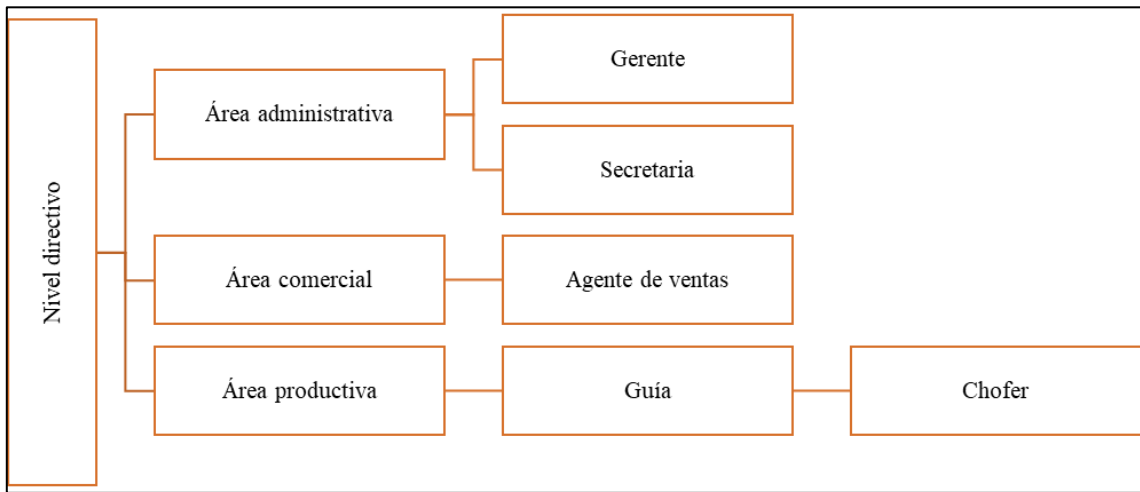 Nivel directivo
Área administrativa
Gerente
Secretaria
Área comercial
Agente de ventas
Área productiva
Guía
Chofer